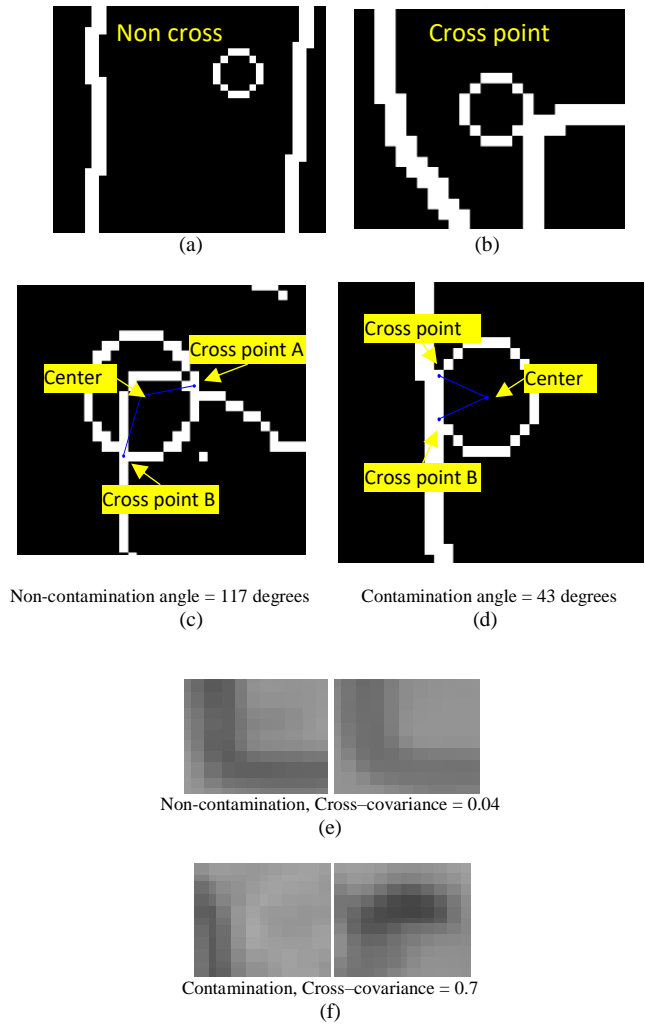 Non cross
Cross point
(a)
(b)
Cross point A
Center
Cross point B
Cross point
Center
Cross point B
Non-contamination angle = 117 degrees
Contamination angle = 43 degrees
(c)
(d)
Non-contamination, Cross–covariance = 0.04
(e)
Contamination, Cross–covariance = 0.7
(f)